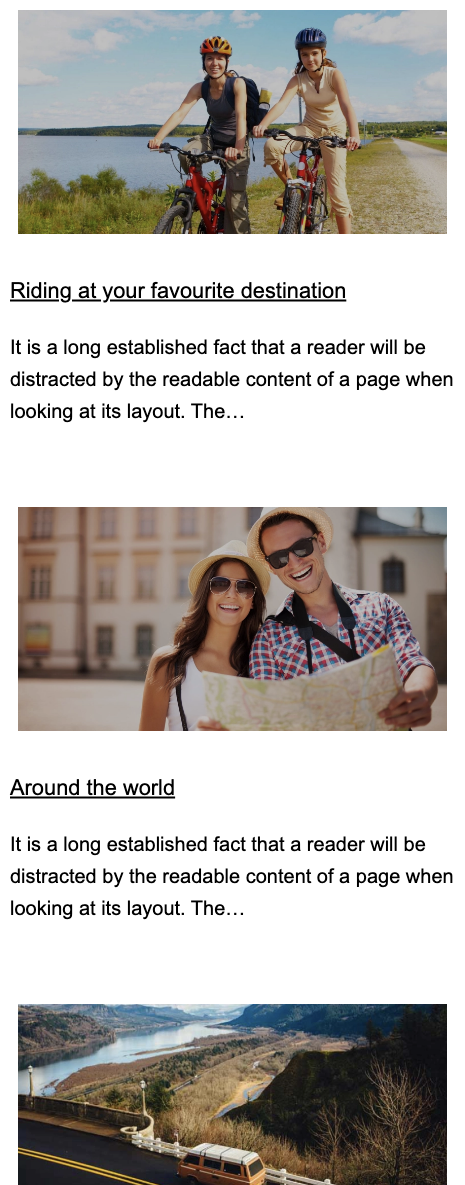 Riding at your favourite destination
It is a long established fact that a reader will be
distracted by the readable content of a page when
looking at its layout. The…
Around the world
It is a long established fact that a reader will be
distracted by the readable content of a page when
looking at its layout. The…